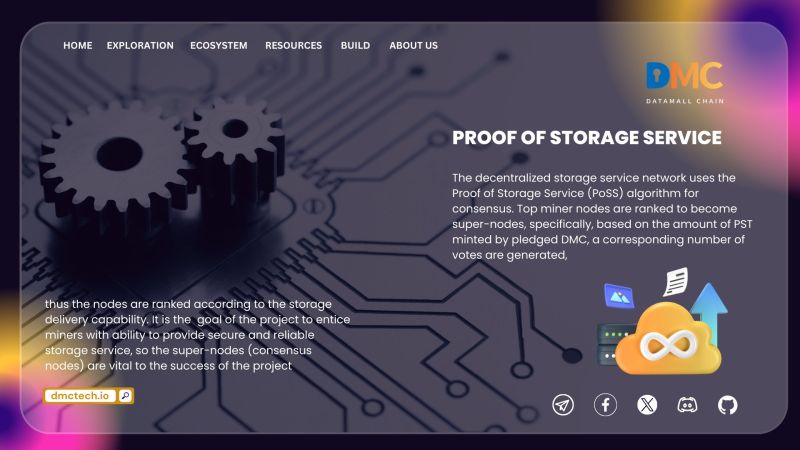 HOME EXPLORATION ECOSYSTEM RESOURCES BUILD ABOUT US
DMC
DATAMALL CHAIN
PROOF OF STORAGE SERVICE
The decentralized storage service network uses the
Proof of Storage Service (PoSS) algorithm for
consensus. Top miner nodes are ranked to become
super-nodes, specifically, based on the amount of PST
minted by pledged DMC, a corresponding number of
votes are generated,
thus the nodes are ranked according to the storage
delivery capability. It is the  goal of the project to entice
miners with ability to provide secure and reliable
storage service, so the super-nodes (consensus
nodes) are vital to the success of the project
dmctech.io